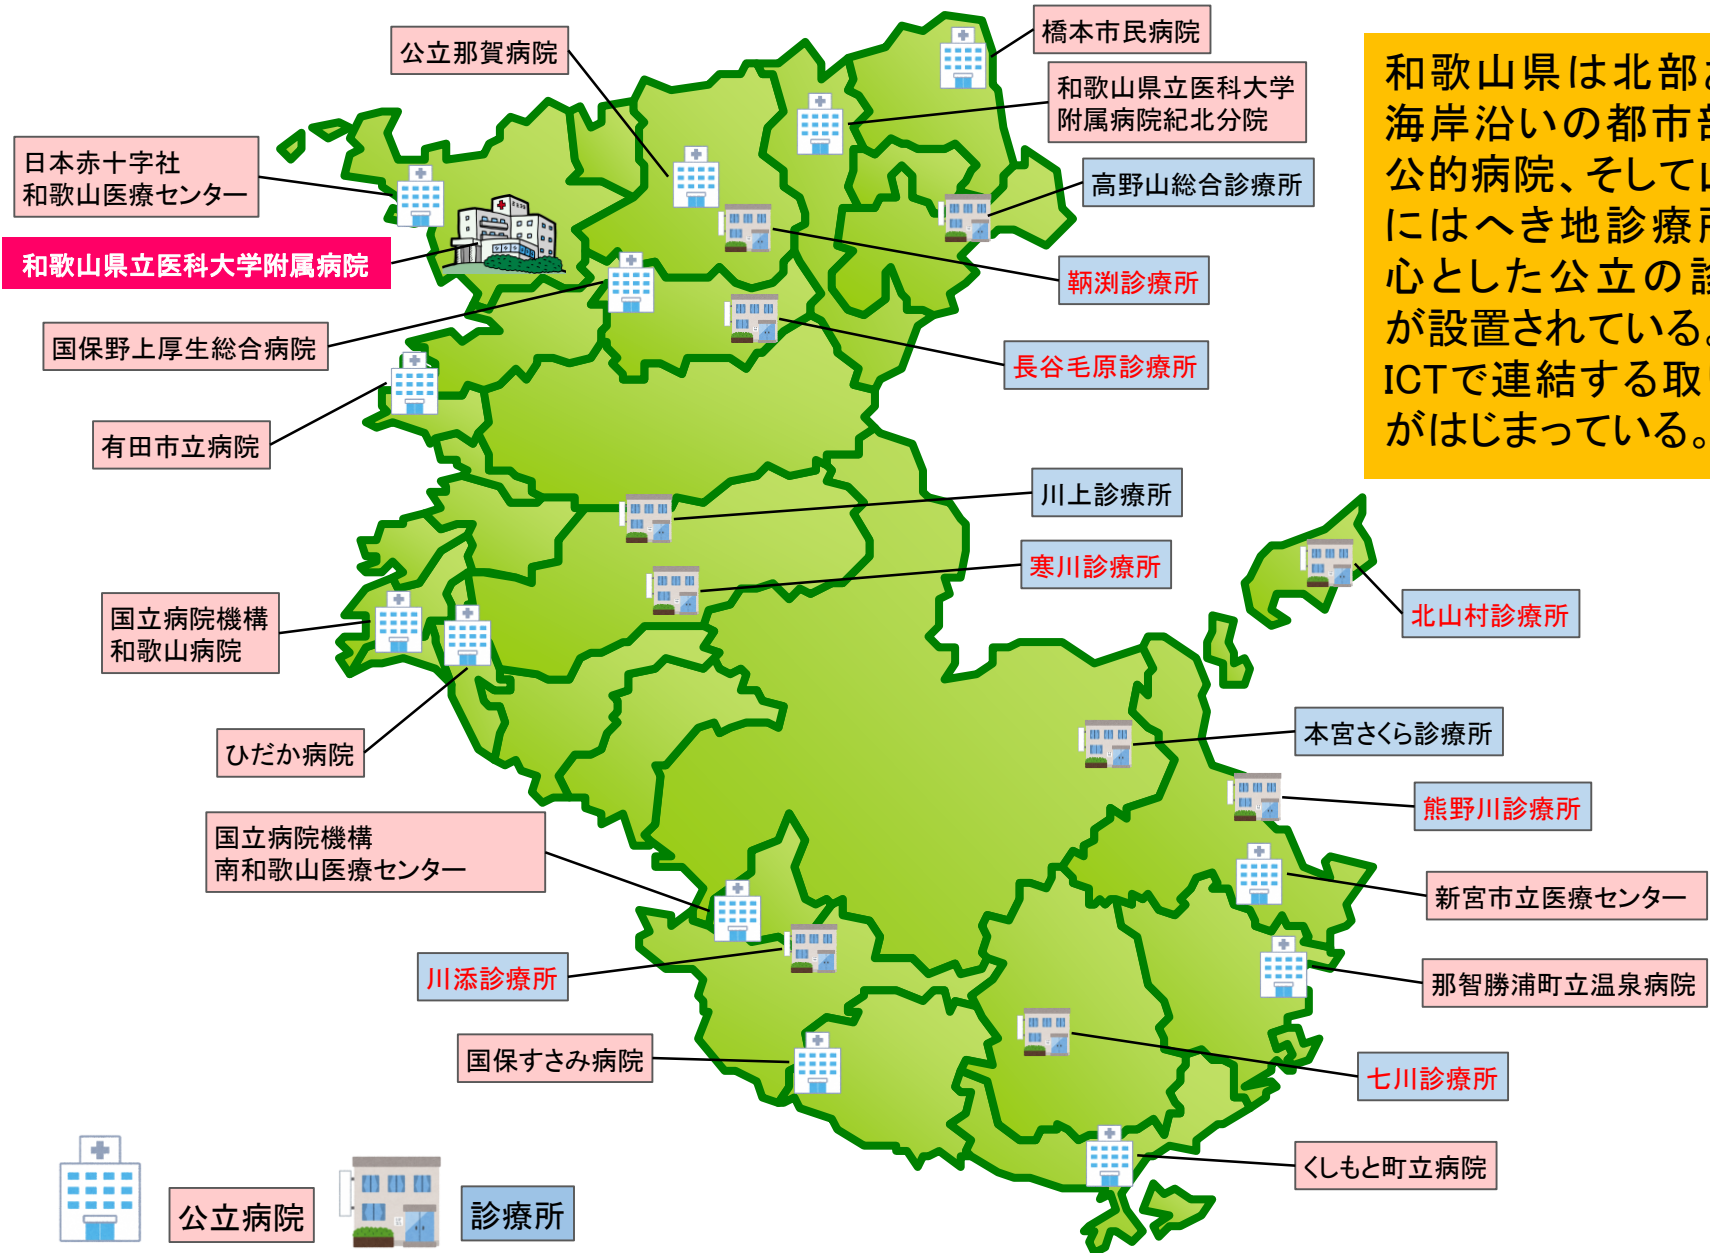 公立那賀病院
橋本市民病院
和歌山県立医科大学
附属病院紀北分院
日本赤十字社
和歌山医療センター
高野山総合診療所
和歌山県立医科大学附属病院
鞆渕診療所
国保野上厚生総合病院
長谷毛原診療所
有田市立病院
和歌山県は北部
海岸沿いの都市部
公的病院、そして
にはへき地診療所
心とした公立の診
が設置されている。
ICTで連結する取
がはじまっている。
川上診療所
寒川診療所
国立病院機構
和歌山病院
北山村診療所
ひだか病院
本宮さくら診療所
熊野川診療所
国立病院機構
南和歌山医療センター
新宮市立医療センター
川添診療所
那智勝浦町立温泉病院
国保すさみ病院
七川診療所
くしもと町立病院
公立病院
診療所